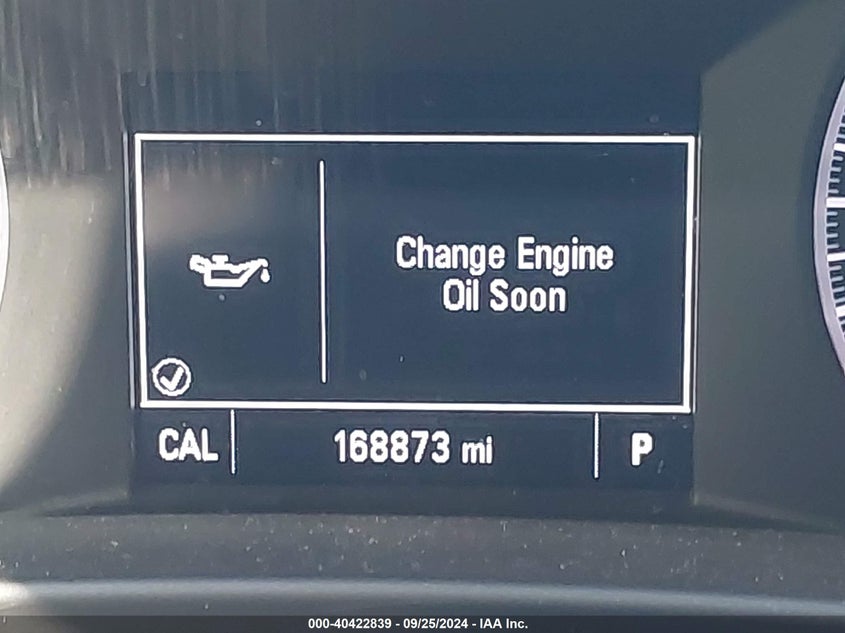 Change Engine
Oil Soon
CAL
168873 mi
P
000-40422839 - 09/25/2024 - IAA Inc.